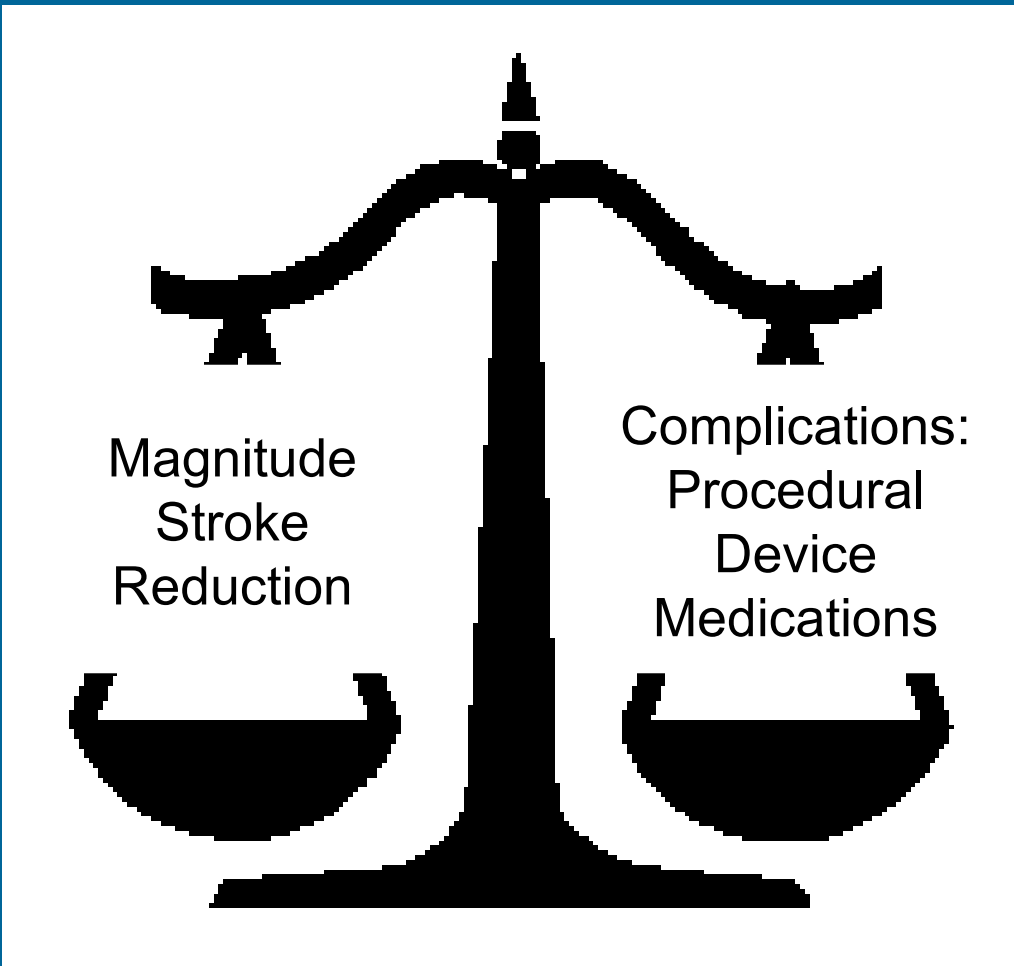 Magnitude
Stroke
Reduction
Complications:
Procedural
Device
Medications